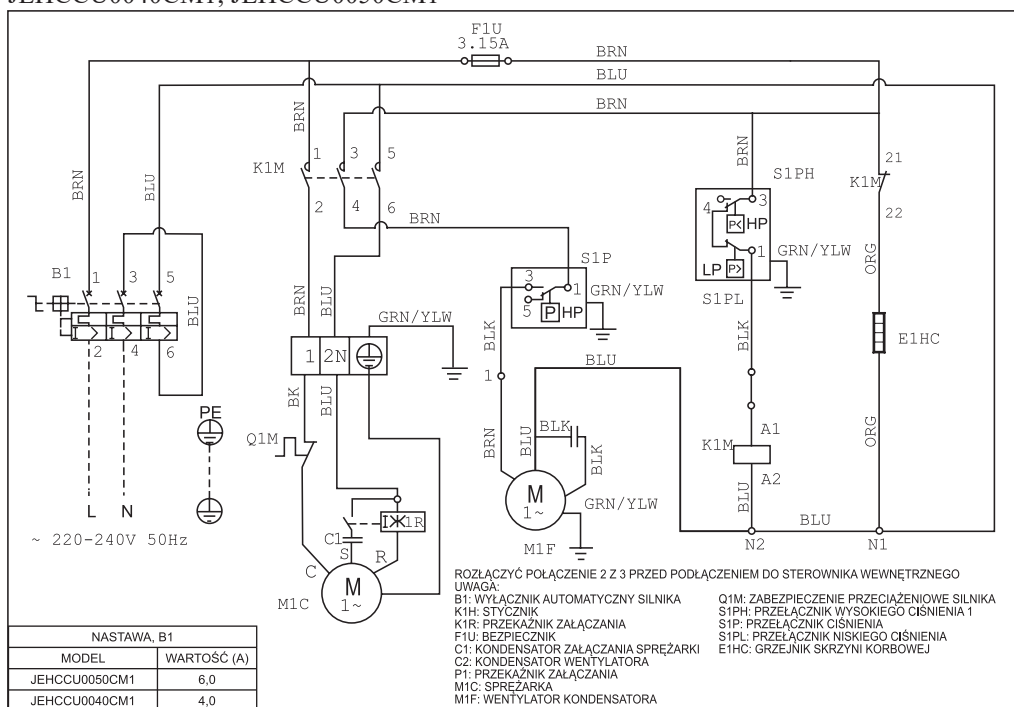 JEHCCU0040CM1, JEHCCU0050CM1
F1U
3.15A
BRN
BLU
BRN
BRN
BLU
BRN
BRN
1
3
5
K1M
2
4
6
BRN
21
K1M
22
S1PH
4
3
P< HP
1
LP P>
GRN/YLW
S1PL
ORG
B1
1
3
5
BLU
2
4
6
S1P
3
1
5
P HP
GRN/YLW
BRN
BLU
GRN/YLW
BLK
BLK
E1HC
1
2N
1
BLU
PE
BK
BLU
Q1M
BRN
BLU
BLK
BLK
A1
K1M
A2
ORG
L
N
~ 220-240V 50Hz
1R
C1
S
R
C
M
1~
M1C
M
1~
GRN/YLW
M1F
BLU
BLU
N2
N1
ROZŁĄCZYĆ POŁĄCZENIE 2 Z 3 PRZED PODŁĄCZENIEM DO STEROWNIKA WEWNĘTRZNEGO
UWAGA:
B1: WYŁĄCZNIK AUTOMATYCZNY SILNIKA
K1H: STYCZNIK
K1R: PRZEKAŹNIK ZAŁĄCZANIA
F1U: BEZPIECZNIK
C1: KONDENSATOR ZAŁĄCZANIA SPRĘŻARKI
C2: KONDENSATOR WENTYLATORA
P1: PRZEKAŹNIK ZAŁĄCZANIA
M1C: SPRĘŻARKA
M1F: WENTYLATOR KONDENSATORA
Q1M: ZABEZPIECZENIE PRZECIĄŻENIOWE SILNIKA
S1PH: PRZEŁĄCZNIK WYSOKIEGO CIŚNIENIA 1
S1P: PRZEŁĄCZNIK CIŚNIENIA
S1PL: PRZEŁĄCZNIK NISKIEGO CIŚNIENIA
E1HC: GRZEJNIK SKRZYNI KORBOWEJ
NASTAWA, B1
MODEL WARTOŚĆ (A)
JEHCCU0050CM1 6,0
JEHCCU0040CM1 4,0